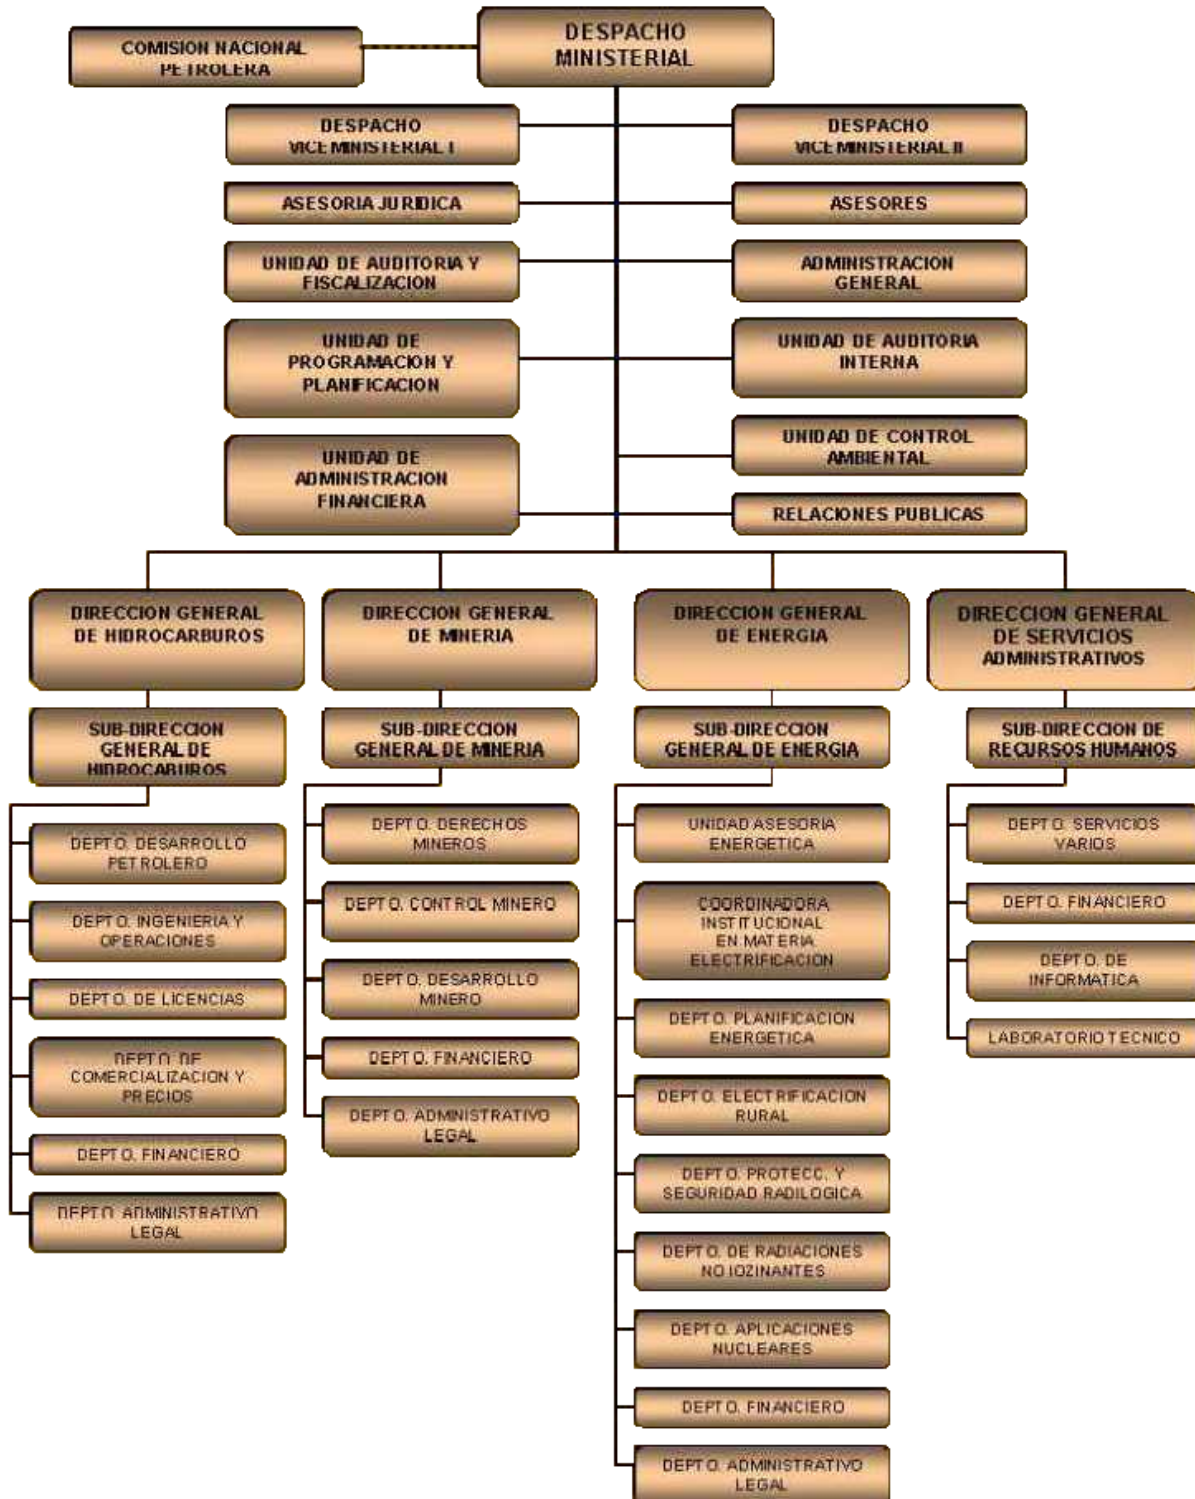 COMISION NACIONAL
PETROLERA
DESPACHO
MINISTERIAL
DESPACHO
VICEMINISTERIAL I
DESPACHO
VICEMINISTERIAL II
ASESORIA JURIDICA
ASESORES
UNIDAD DE AUDITORIA Y
FISCALIZACION
ADMINISTRACION
GENERAL
UNIDAD DE
PROGRAMACION Y
PLANIFICACION
UNIDAD DE AUDITORIA
INTERNA
UNIDAD DE
ADMINISTRACION
FINANCIERA
UNIDAD DE CONTROL
AMBIENTAL
RELACIONES PUBLICAS
DIRECCION GENERAL
DE HIDROCARBUROS
DIRECCION GENERAL
DE MINERIA
DIRECCION GENERAL
DE ENERGIA
DIRECCION GENERAL
DE SERVICIOS
ADMINISTRATIVOS
SUB-DIRECCION
GENERAL DE
HIDROCABUROS
SUB-DIRECCION
GENERAL DE MINERIA
SUB-DIRECCION
GENERAL DE ENERGIA
SUB-DIRECCION DE
RECURSOS HUMANOS
DEPTO. DESARROLLO
PETROLERO
DEPTO. INGENIERIA Y
OPERACIONES
DEPTO. DE LICENCIAS
DEPTO. DE
COMERCIALIZACION Y
PRECIOS
DEPTO. FINANCIERO
DEPTO. ADMINISTRATIVO
LEGAL
DEPTO. DERECHOS
MINEROS
DEPTO. CONTROL MINERO
DEPTO. DESARROLLO
MINERO
DEPTO. FINANCIERO
DEPTO. ADMINISTRATIVO
LEGAL
UNIDAD ASESORIA
ENERGETICA
COORDINADORA
INSTITUCIONAL
EN MATERIA
ELECTRIFICACION
DEPTO. PLANIFICACION
ENERGETICA
DEPTO. ELECTRIFICACION
RURAL
DEPTO. PROTECC. Y
SEGURIDAD RADILOGICA
DEPTO. DE RADIACIONES
NO IOZINANTES
DEPTO. APLICACIONES
NUCLEARES
DEPTO. FINANCIERO
DEPTO. ADMINISTRATIVO
LEGAL
DEPTO. SERVICIOS
VARIOS
DEPTO. FINANCIERO
DEPTO. DE
INFORMATICA
LABORATORIO TECNICO